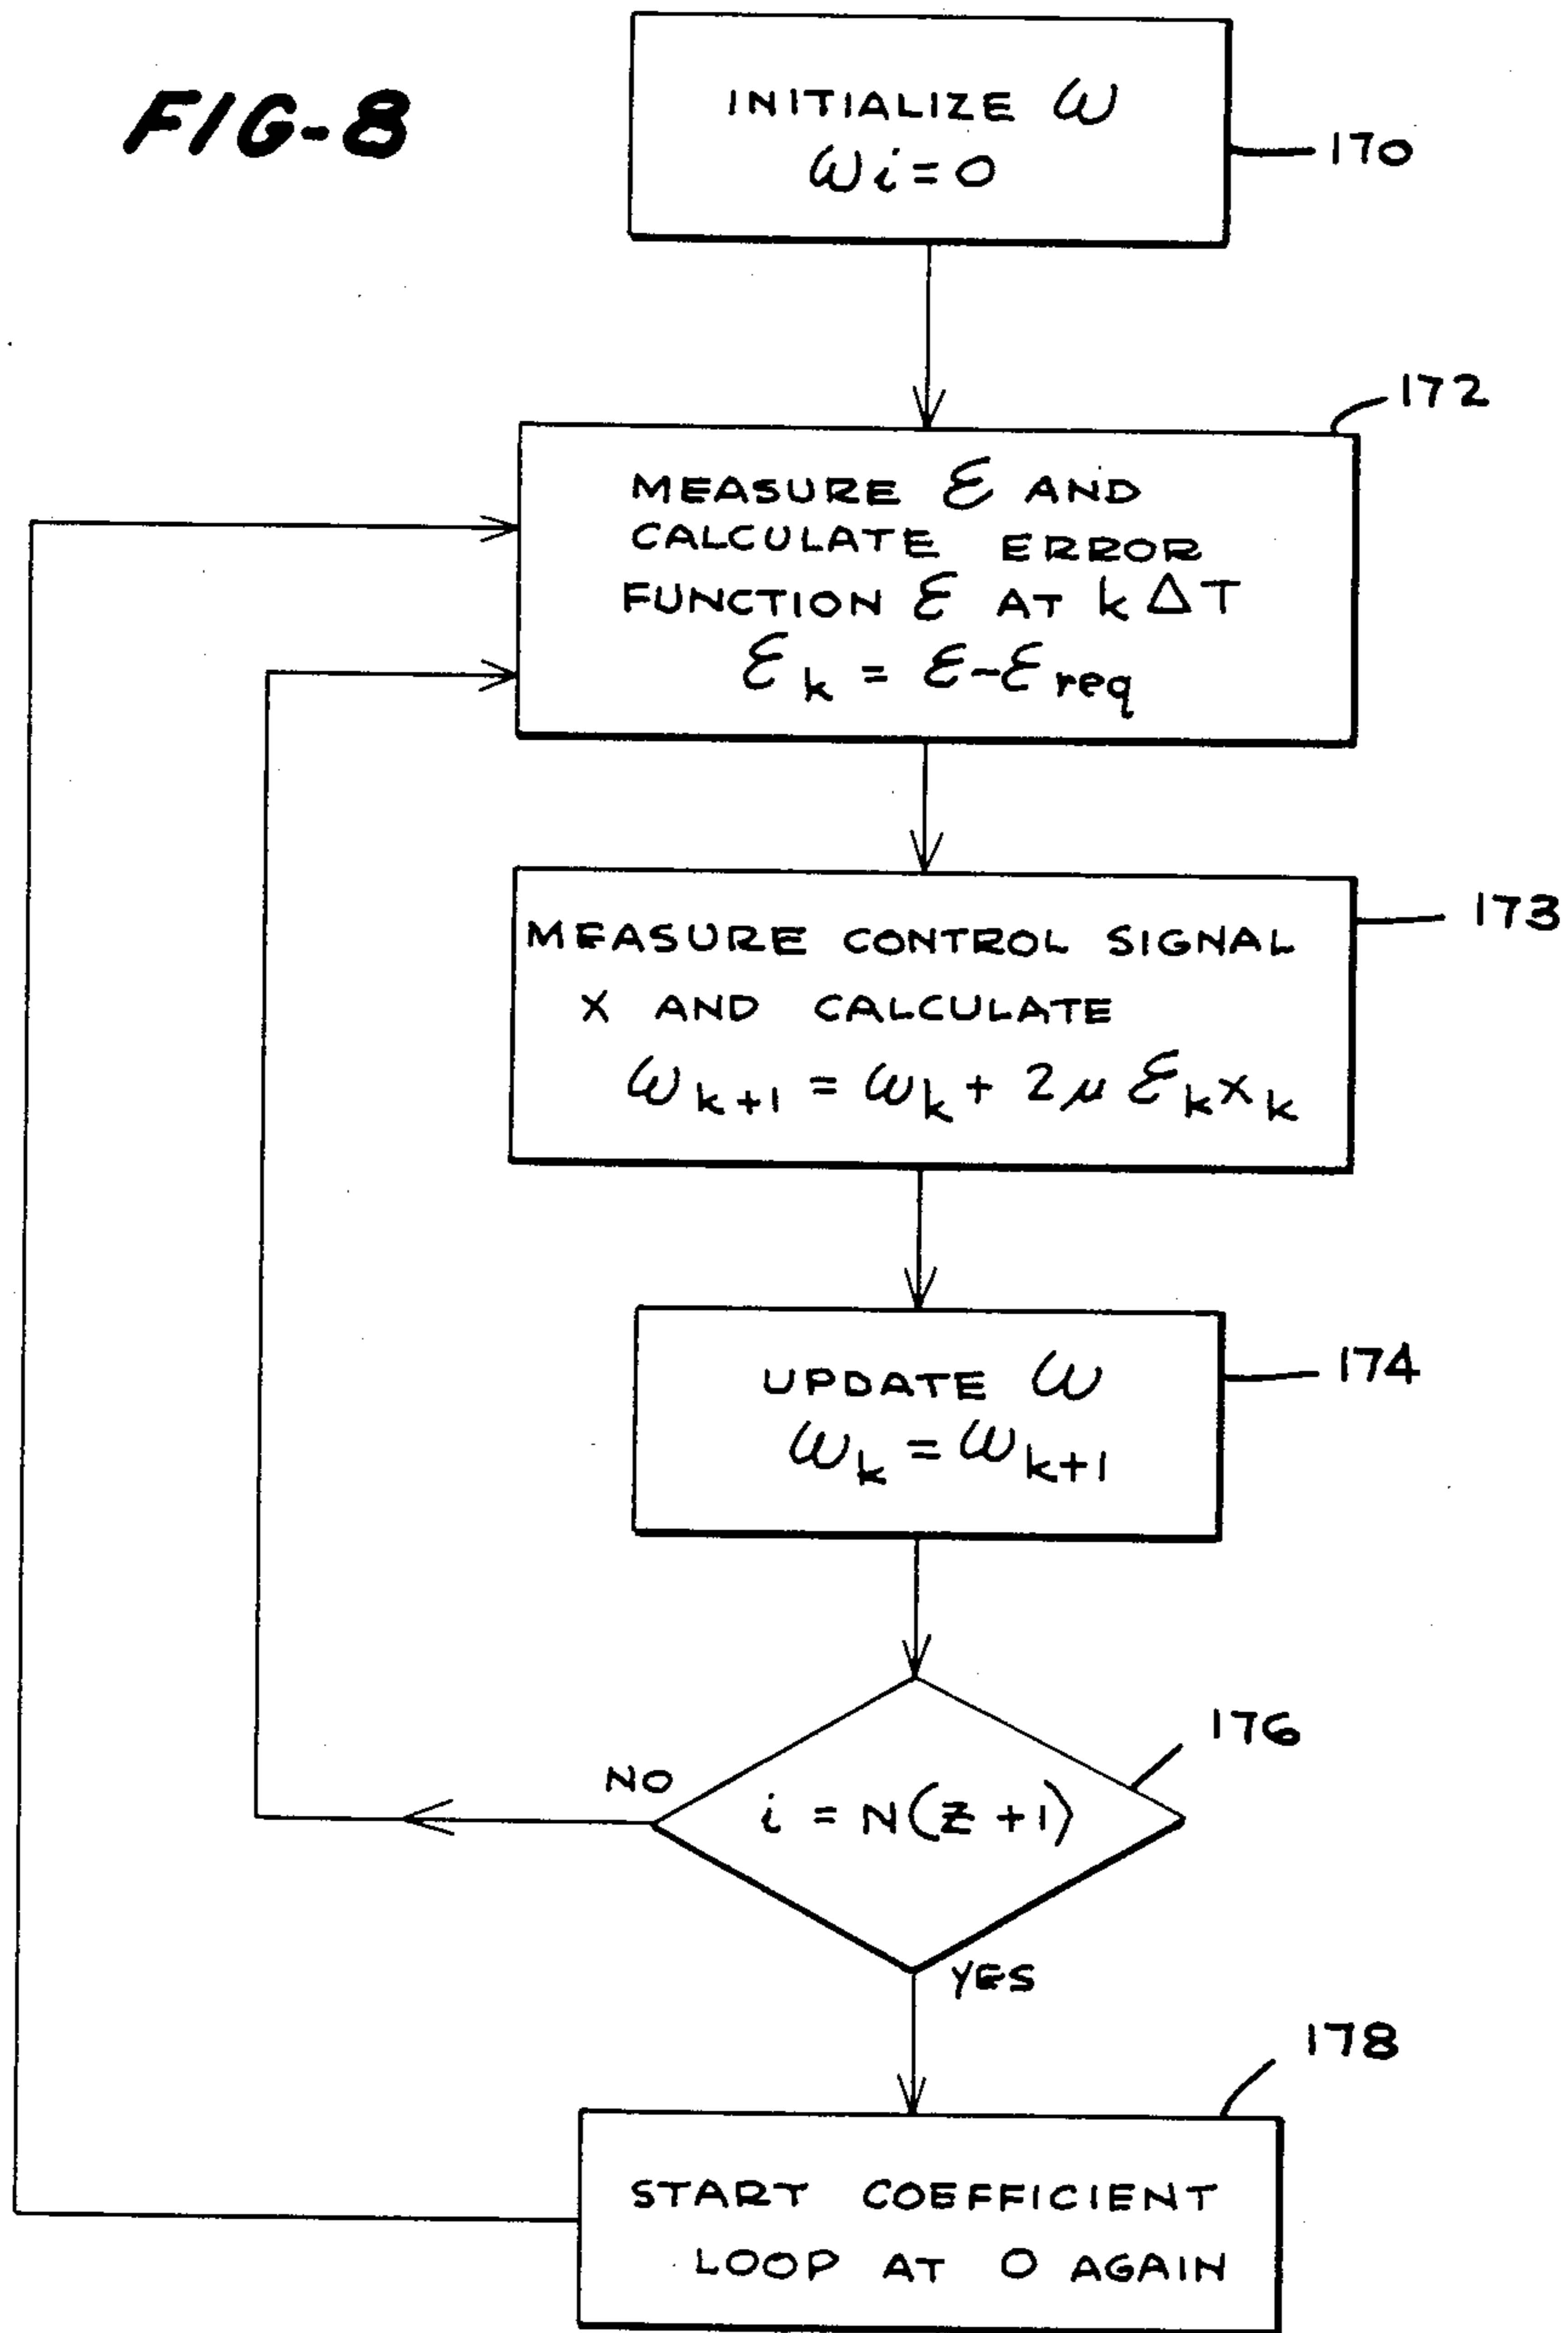 FIG-8
INITIALIZE ω
ωi=0
170
172
MEASURE ε AND
CALCULATE ERROR
FUNCTION ε AT k ΔT
εk = ε-εreq
173
MEASURE CONTROL SIGNAL
X AND CALCULATE
ωk+1 = ωk + 2μ εkxk
174
UPDATE ω
ωk = ωk+1
176
NO
i = N(Z +1)
YES
178
START COEFFICIENT
LOOP AT 0 AGAIN